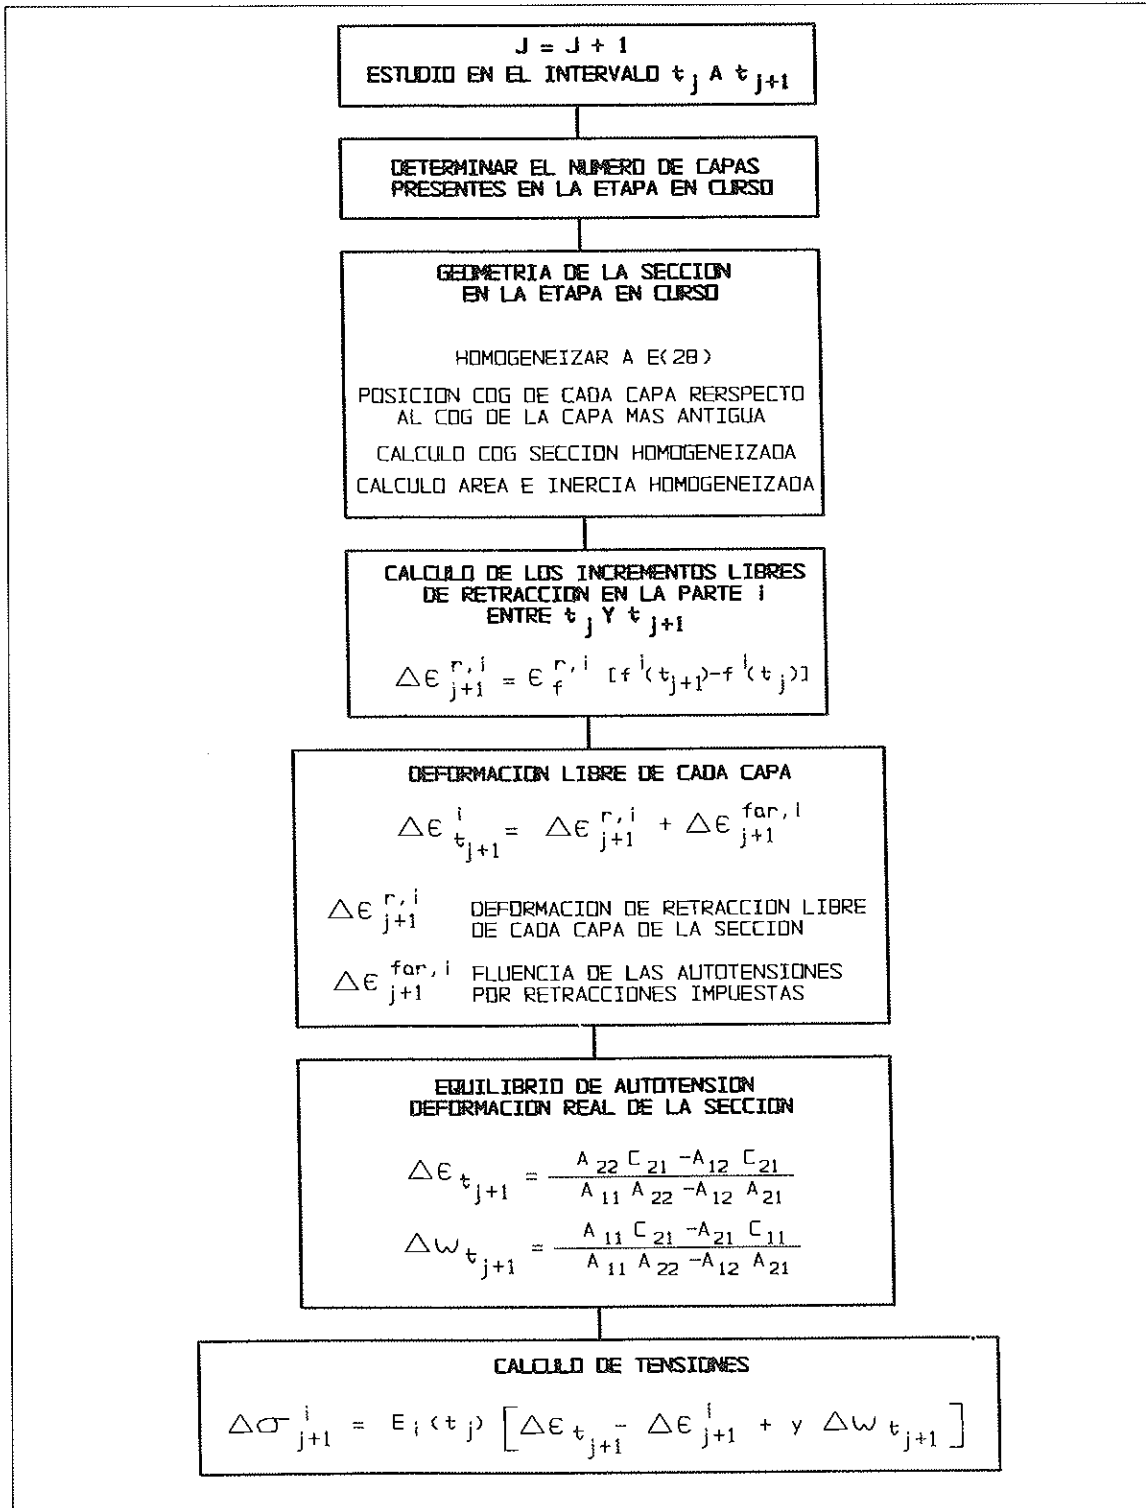 J = J + 1
ESTUDIO EN EL INTERVALO t j A t j+1
DETERMINAR EL NUMERO DE CAPAS
PRESENTES EN LA ETAPA EN CURSO
GEOMETRIA DE LA SECCION
EN LA ETAPA EN CURSO
HOMOGENEIZAR A E(28)
POSICION CDG DE CADA CAPA RERSPECTO
AL CDG DE LA CAPA MAS ANTIGUA
CALCULO CDG SECCION HOMOGENEIZADA
CALCULO AREA E INERCIA HOMOGENEIZADA
CALCULO DE LOS INCREMENTOS LIBRES
DE RETRACCION EN LA PARTE i
ENTRE t j Y t j+1
△ϵ r,i j+1 = ϵ r,i f [f i(t j+1)-f i(t j)]
DEFORMACION LIBRE DE CADA CAPA
△ϵ i t j+1 = △ϵ r,i j+1 + △ϵ far,i j+1
△ϵ r,i j+1 DEFORMACION DE RETRACCION LIBRE
DE CADA CAPA DE LA SECCION
△ϵ far,i j+1 FLUENCIA DE LAS AUTOTENSIONES
POR RETRACCIONES IMPUESTAS
EQUILIBRIO DE AUTOTENSION
DEFORMACION REAL DE LA SECCION
△ϵ t j+1 = A 22 C 21 -A 12 C 21 / A 11 A 22 -A 12 A 21
△ω t j+1 = A 11 C 21 -A 21 C 11 / A 11 A 22 -A 12 A 21
CALCULO DE TENSIONES
△σ i j+1 = E i (t j) [△ϵ t j+1 - △ϵ i j+1 + y △ω t j+1]